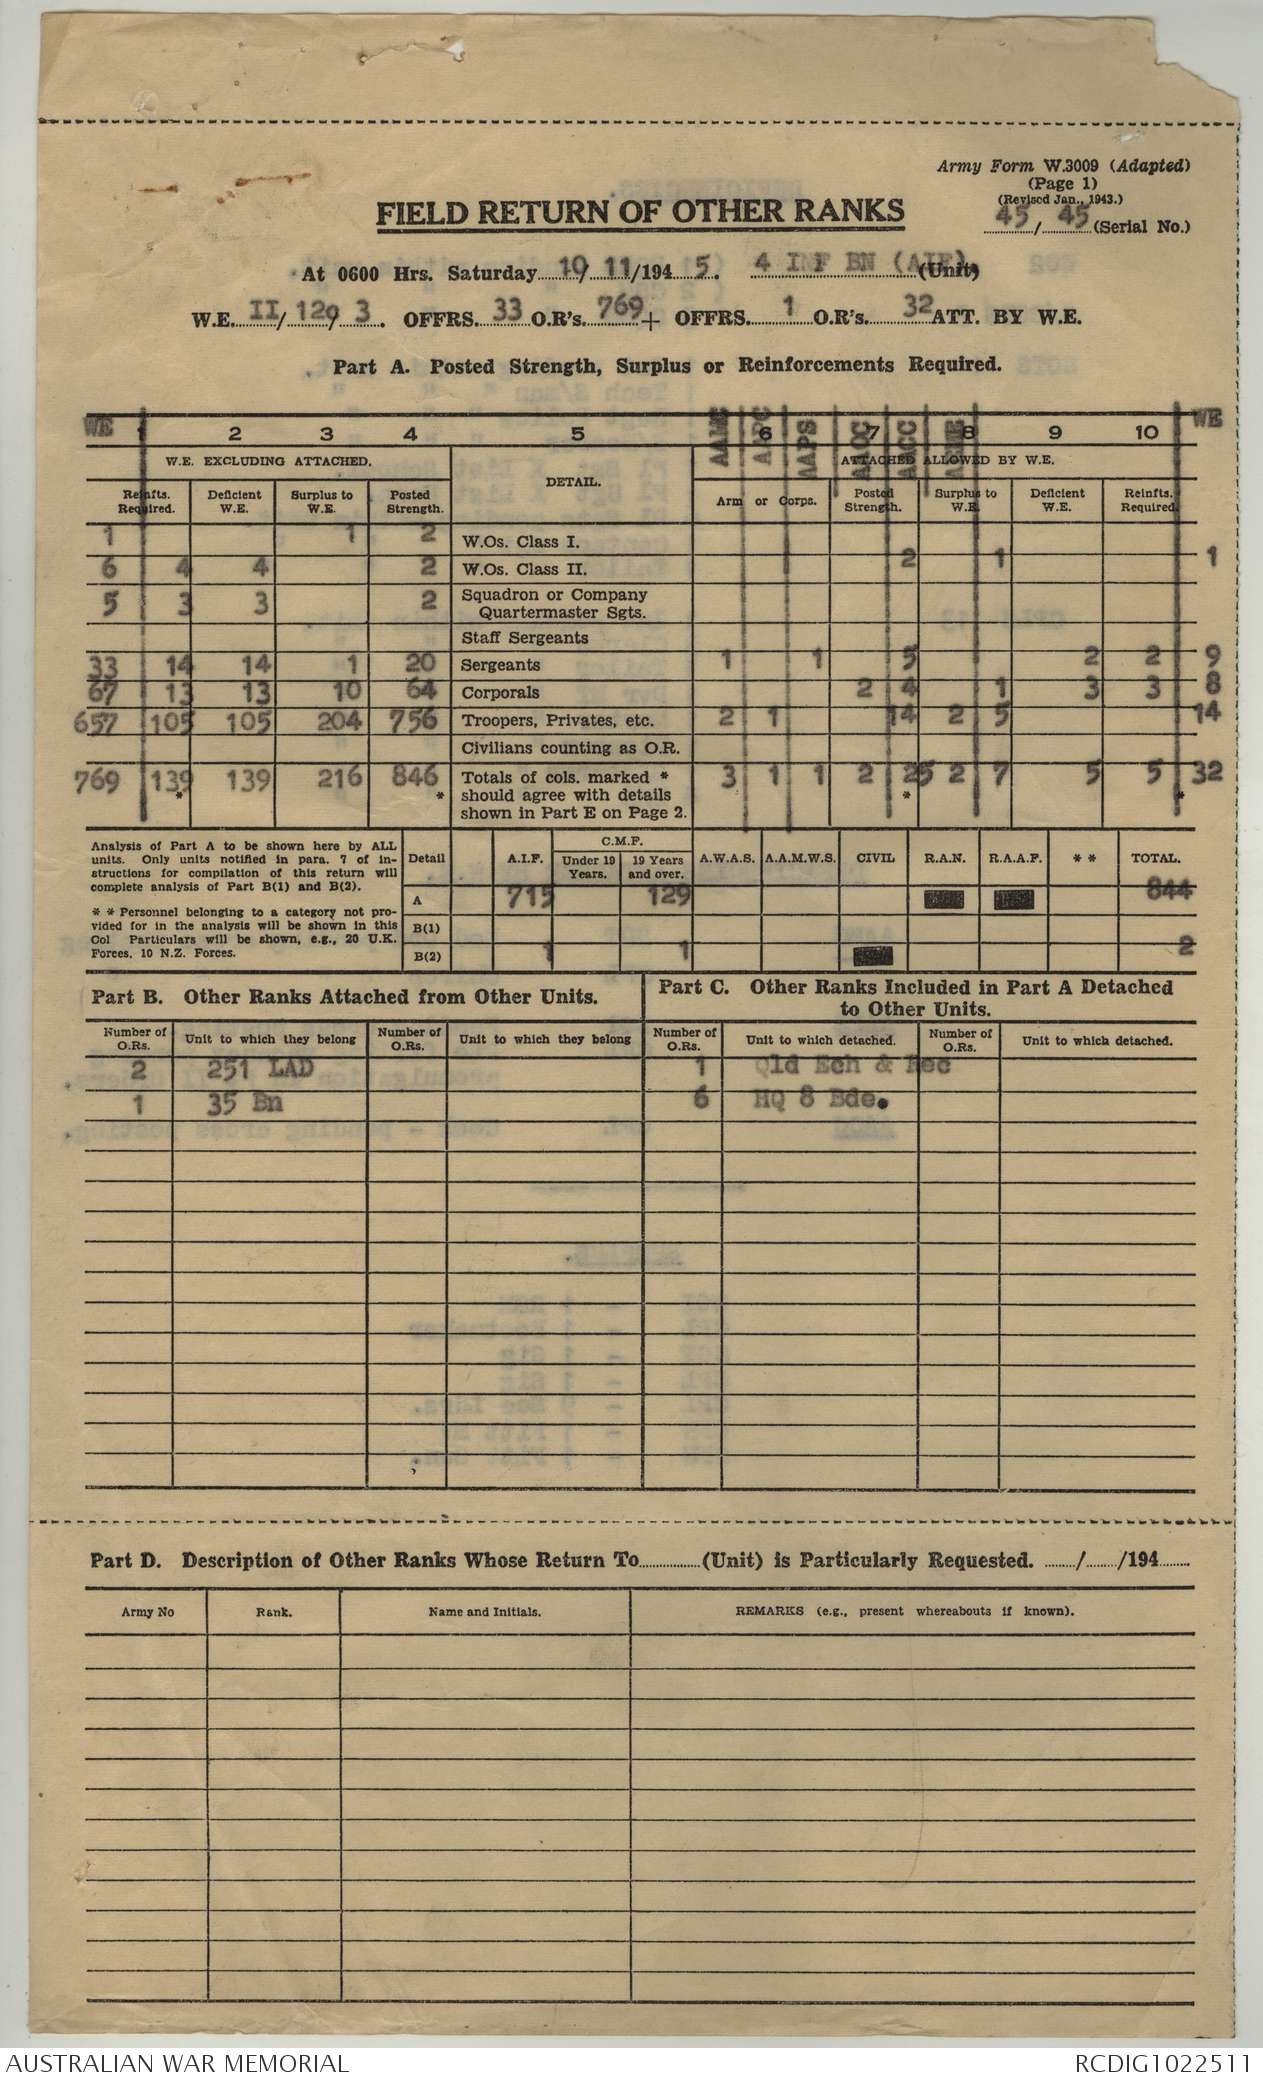 Army Form W.3009 (Adapted)
(Page 1)
(Revised Jan., 1943.)
FIELD RETURN OF OTHER RANKS
45 / 45 (Serial No.)
At 0600 Hrs. Saturday 10/11/1945. 4 INF BN (AIF). (Unit)
W.E. II/ 129/ 3. OFFRS. 33 O.R's. 769 + OFFRS. 1 O.R's. 32 ATT. BY W.E.
Part A. Posted Strength, Surplus or Reinforcements Required.
WE 1 2 3 4 5 AAMC 6 AAPC AAPS AACC 7 AACC 8 9 10 WE
W.E. EXCLUDING ATTACHED. DETAIL. ATTACHED ALLOWED BY W.E.
Reinfts. Required. Deficient W.E. Surplus to W.E. Posted Strength. Arm or Corps. Posted Strength. Surplus to W.E. Deficient W.E. Reinfts. Required
1 1 2 W.Os. Class I.
6 4 4 2 W.Os. Class II. 2 1 1
5 3 3 2 Squadron or Company Quartermaster Sgts.
Staff Sergeants
33 14 14 1 20 Sergeants 1 1 5 2 2 9
67 13 13 10 64 Corporals 2 4 1 3 3 8
657 105 105 204 756 Troopers, Privates, etc. 2 1 14 2 5 14
Civilians counting as O.R.
769 139 139 216 846 Totals of cols. marked * 3 1 1 2 25 2 7 5 5 32
* * should agree with details * *
shown in Part E on Page 2.
Analysis of Part A to be shown here by ALL
units. Only units notified in para. 7 of in-
structions for compilation of this return will
complete analysis of Part B(1) and B(2).
* * Personnel belonging to a category not pro-
vided for in the analysis will be shown in this
Col Particulars will be shown, e.g., 20 U.K.
Forces, 10 N.Z. Forces.
C.M.F.
Detail A.I.F. Under 19 Years. 19 Years and over. A.W.A.S. A.A.M.W.S. CIVIL R.A.N. R.A.A.F. * * TOTAL.
A 715 129 844
B(1)
B(2) 1 1 2
Part B. Other Ranks Attached from Other Units.
Part C. Other Ranks Included in Part A Detached
to Other Units.
Number of O.Rs. Unit to which they belong Number of O.Rs. Unit to which they belong Number of O.Rs. Unit to which detached. Number of O.Rs. Unit to which detached.
2 251 LAD 1 Qld Ech & Rec
1 35 Bn 6 HQ 8 Bde.
Part D. Description of Other Ranks Whose Return To (Unit) is Particularly Requested. / /194
Army No Rank. Name and Initials. REMARKS (e.g., present whereabouts if known).
AUSTRALIAN WAR MEMORIAL RCDIG1022511